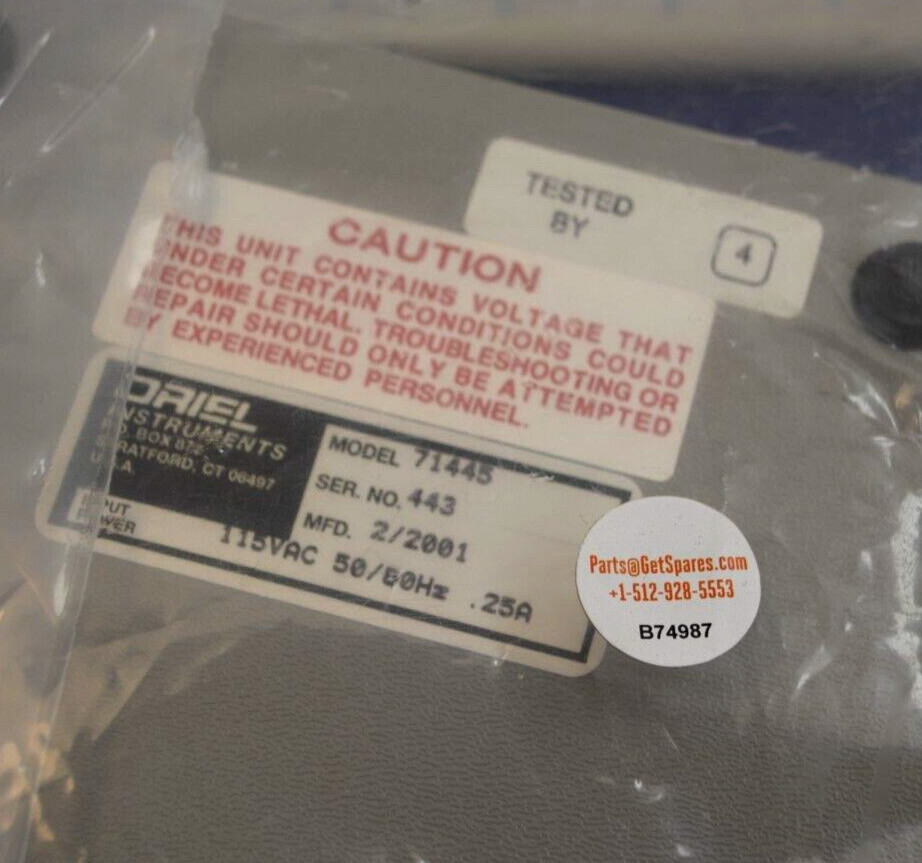 TESTED
BY
4
CAUTION
THIS UNIT CONTAINS VOLTAGE THAT
UNDER CERTAIN CONDITIONS COULD
BECOME LETHAL. TROUBLESHOOTING OR
REPAIR SHOULD ONLY BE ATTEMPTED
BY EXPERIENCED PERSONNEL.
ORIEL
INSTRUMENTS
P.O. BOX 872
STRATFORD, CT 06497
U.S.A.
MODEL 71445
SER. NO. 443
MFD. 2/2001
INPUT
POWER
115VAC 50/60Hz .25A
Parts@GetSpares.com
+1-512-928-5553
B74987